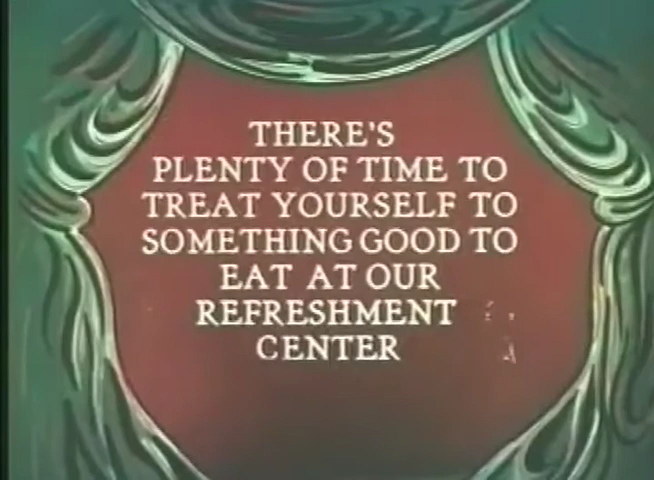 THERE'S
PLENTY OF TIME TO
TREAT YOURSELF TO
SOMETHING GOOD TO
EAT AT OUR
REFRESHMENT
CENTER